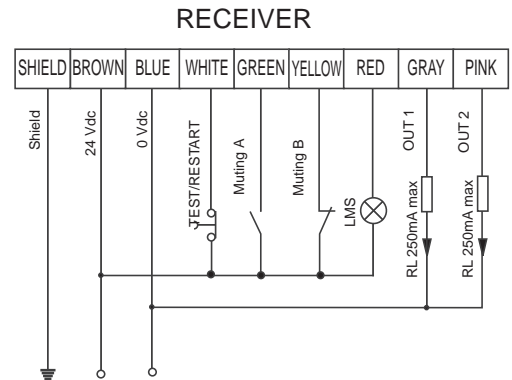 RECEIVER
SHIELD BROWN BLUE WHITE GREEN YELLOW RED GRAY PINK
Shield
24 Vdc
0 Vdc
TEST/RESTART
Muting A
Muting B
LMS
OUT 1
RL 250mA max
OUT 2
RL 250mA max